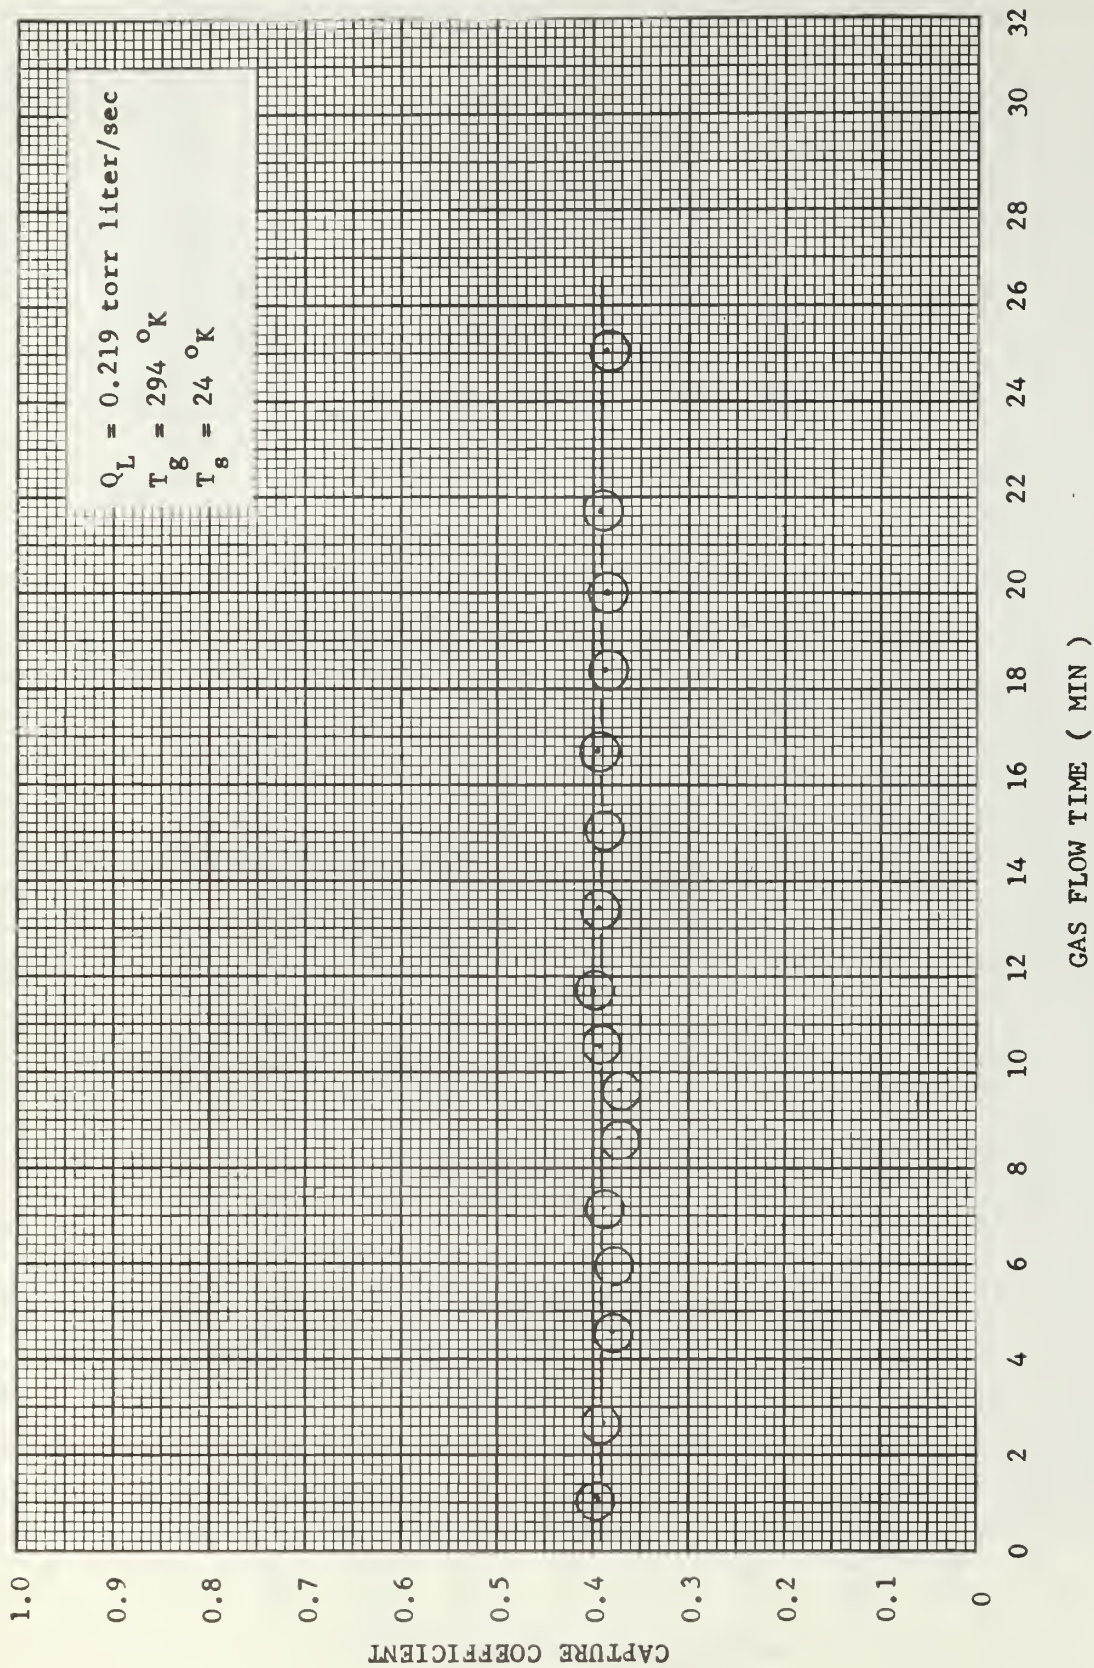 Q_L = 0.219 torr liter/sec
T_g = 294 °K
T_s = 24 °K
CAPTURE COEFFICIENT
1.0
0.9
0.8
0.7
0.6
0.5
0.4
0.3
0.2
0.1
0
0 2 4 6 8 10 12 14 16 18 20 22 24 26 28 30 32
GAS FLOW TIME ( MIN )